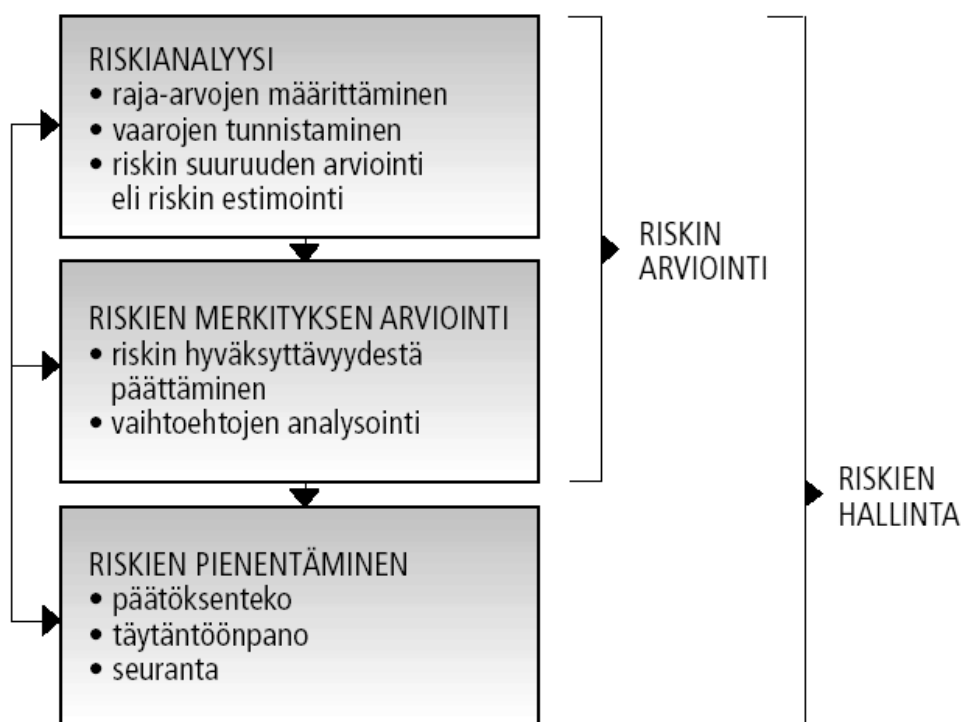 RISKIANALYYSI
• raja-arvojen määrittäminen
• vaarojen tunnistaminen
• riskin suuruuden arviointi
eli riskin estimointi
RISKIN
ARVIOINTI
RISKIEN MERKITYKSEN ARVIOINTI
• riskin hyväksyttävyydestä
päättäminen
• vaihtoehtojen analysointi
RISKIEN
HALLINTA
RISKIEN PIENENTÄMINEN
• päätöksenteko
• täytäntöönpano
• seuranta